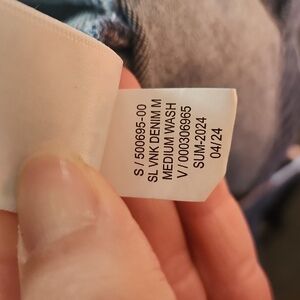 S / 500695-00
SL VNK DENIM M
MEDIUM WASH
V / 000306965
SUM-2024
04/24